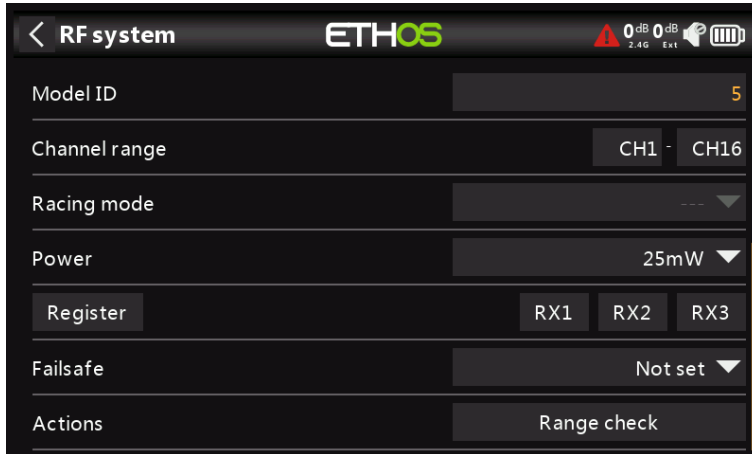 RF system ETHOS 0dB 0dB
2.4G Ext
Model ID 5
Channel range CH1 - CH16
Racing mode ---
Power 25mW
Register RX1 RX2 RX3
Failsafe Not set
Actions Range check